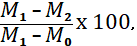 M₁ – M₂
M₁ – M₀ x 100.